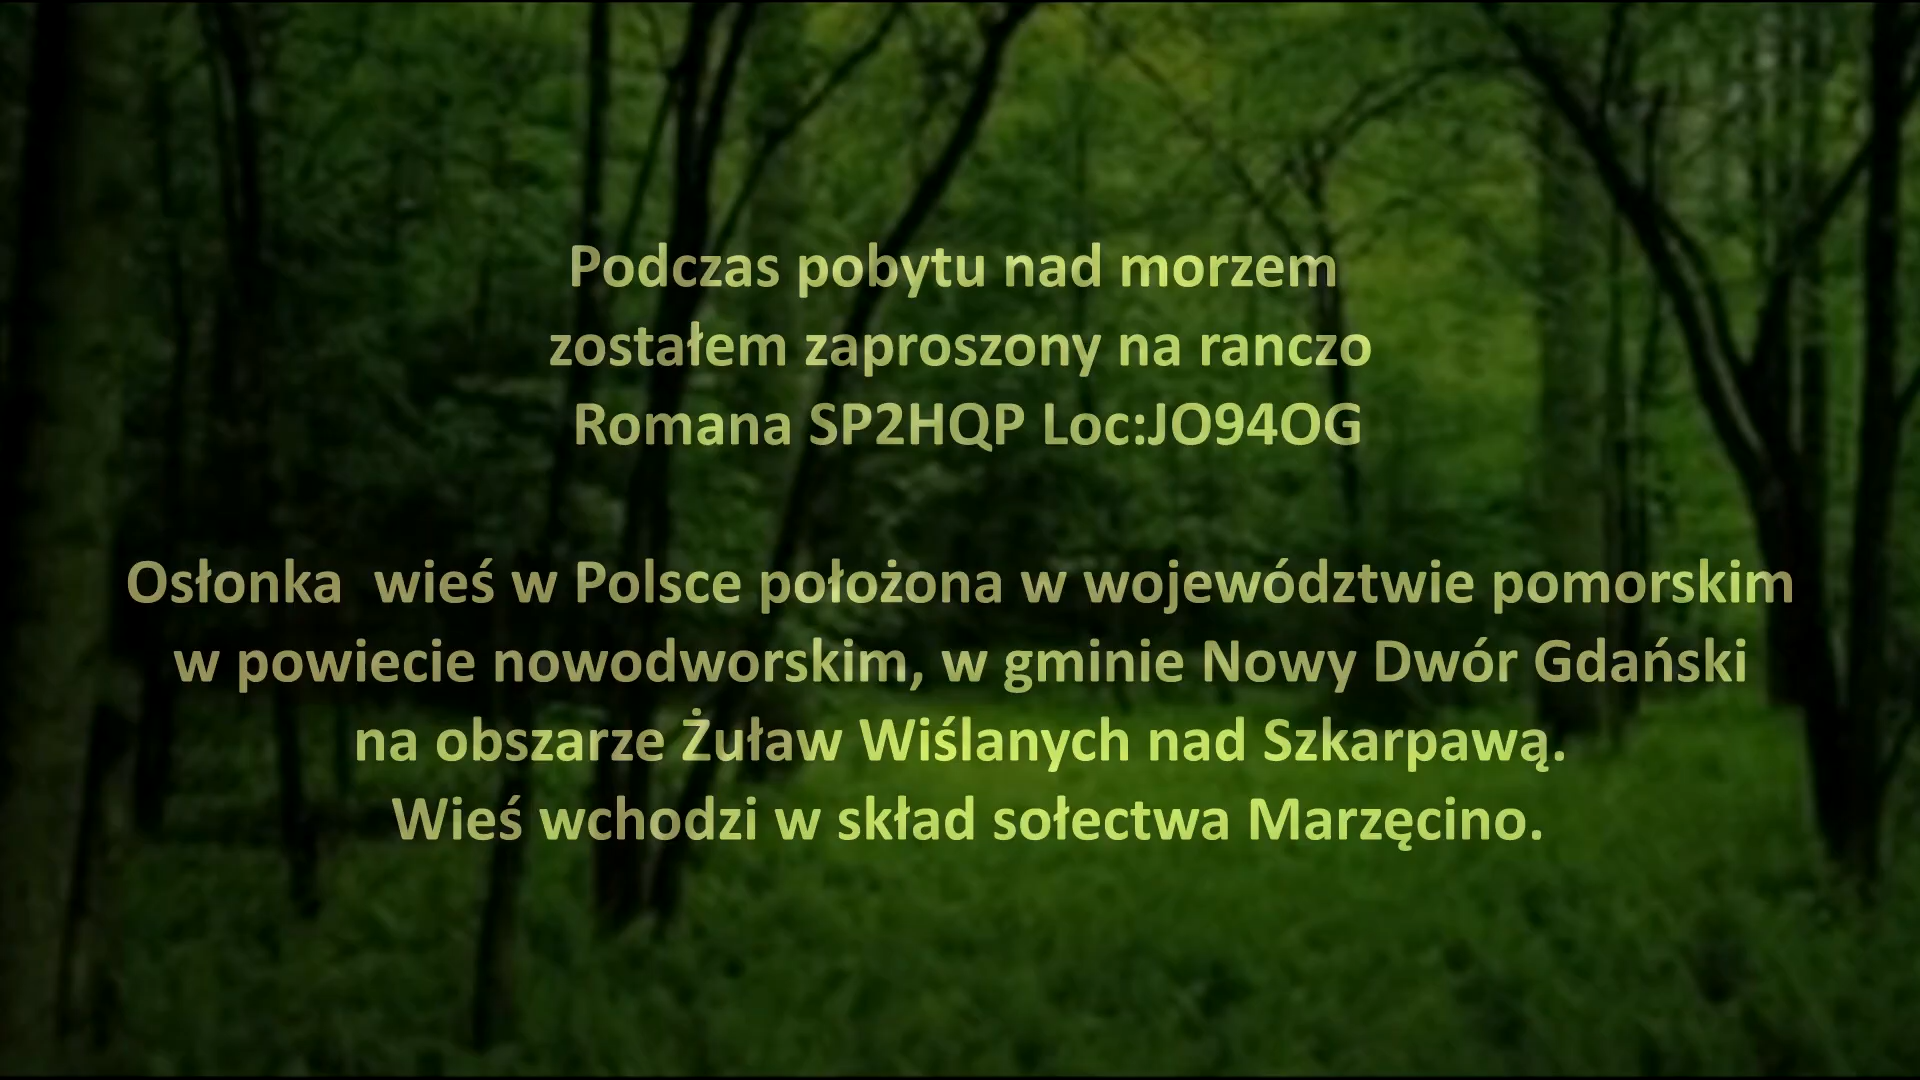 Podczas pobytu nad morzem
zostałem zaproszony na ranczo
Romana SP2HQP Loc:JO94OG
Osłonka  wieś w Polsce położona w województwie pomorskim
w powiecie nowodworskim, w gminie Nowy Dwór Gdański
na obszarze Żuław Wiślanych nad Szkarpawą.
Wieś wchodzi w skład sołectwa Marzęcino.